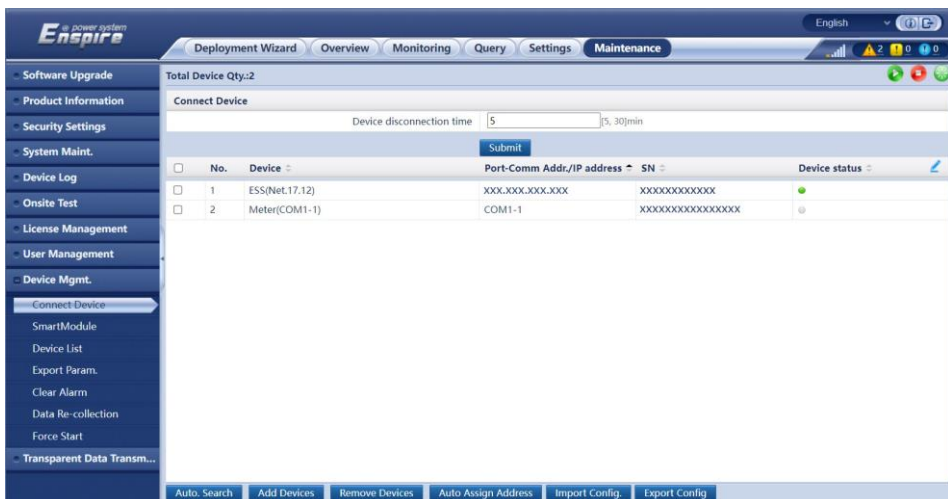 e power system
Enspire
English
Deployment Wizard Overview Monitoring Query Settings Maintenance
2 0 0
Software Upgrade
Product Information
Security Settings
System Maint.
Device Log
Onsite Test
License Management
User Management
Device Mgmt.
Connect Device
SmartModule
Device List
Export Param.
Clear Alarm
Data Re-collection
Force Start
Transparent Data Transm...
Total Device Qty.:2
Connect Device
Device disconnection time 5 [5, 30]min
Submit
No. Device Port-Comm Addr./IP address SN Device status
1 ESS(Net.17.12) XXX.XXX.XXX.XXX XXXXXXXXXXXX
2 Meter(COM1-1) COM1-1 XXXXXXXXXXXXXXXX
Auto. Search Add Devices Remove Devices Auto Assign Address Import Config. Export Config